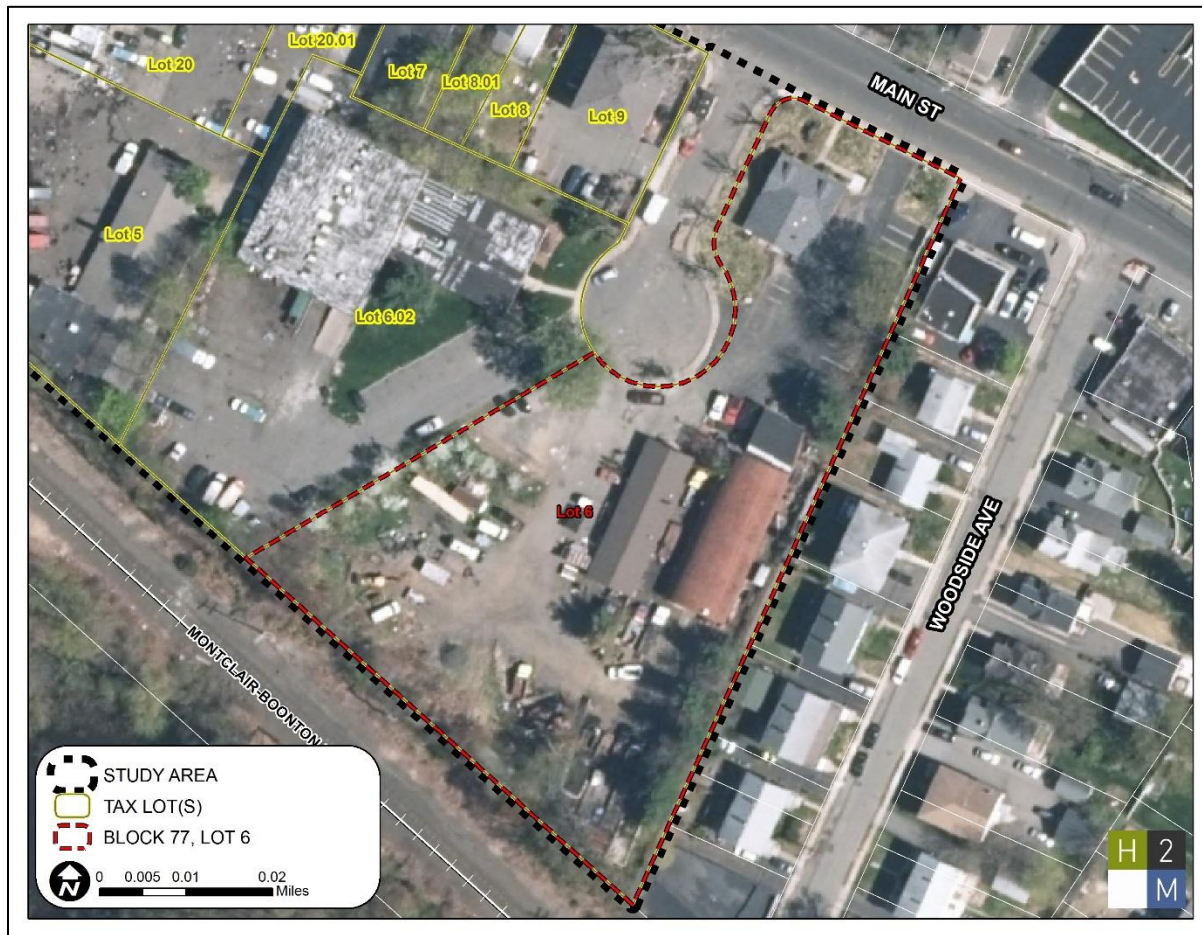 Lot 20.01
Lot 20
Lot 7
Lot 8.01
Lot 8
Lot 9
MAIN ST
Lot 5
Lot 6.02
Lot 6
WOODSIDE AVE
MONTCLAIR-BOONTON
STUDY AREA
TAX LOT(S)
BLOCK 77, LOT 6
N
0 0.005 0.01 0.02
Miles
H 2
M